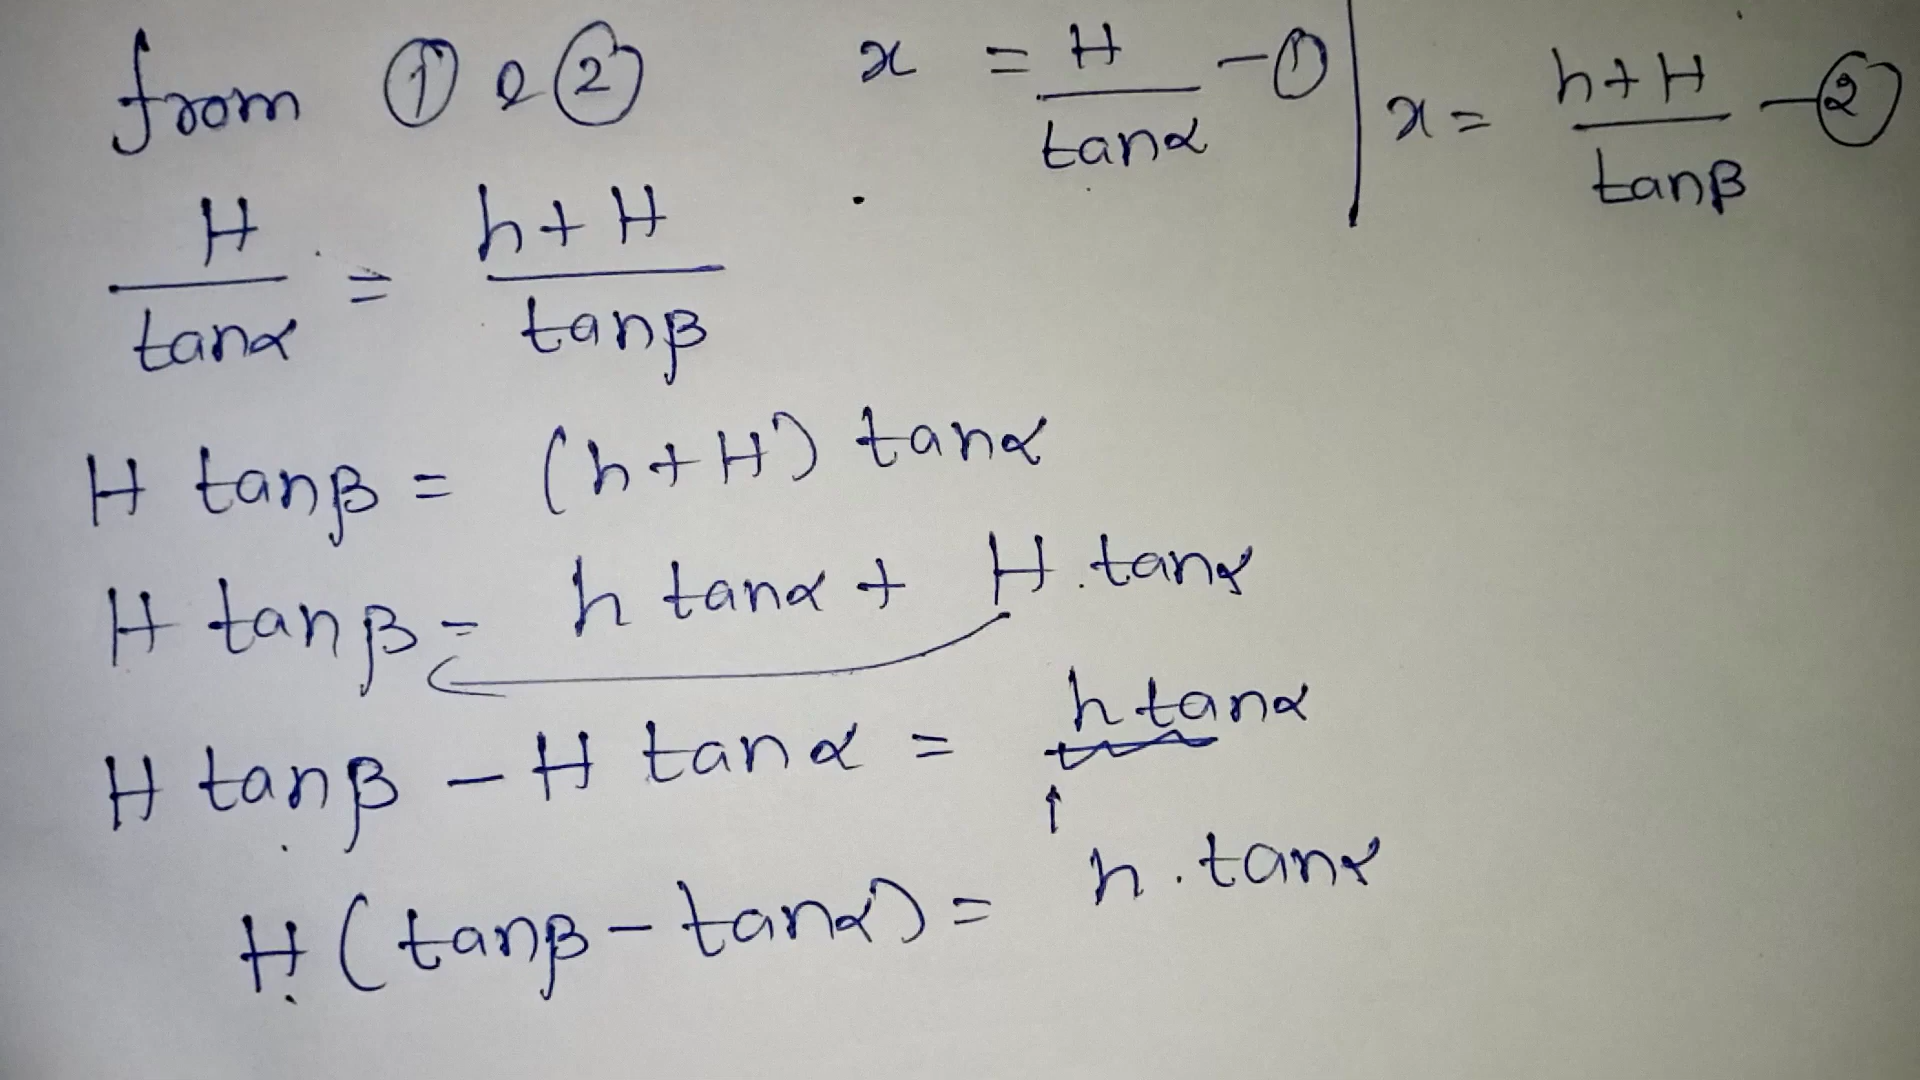 from ① & ② x = H/tanα -① | x = h+H/tanβ -②
H/tanα = h+H/tanβ
H tanβ = (h+H) tanα
H tanβ = h tanα + H.tanα
H tanβ - H tanα = h tanα
H (tanβ - tanα) = h.tanα